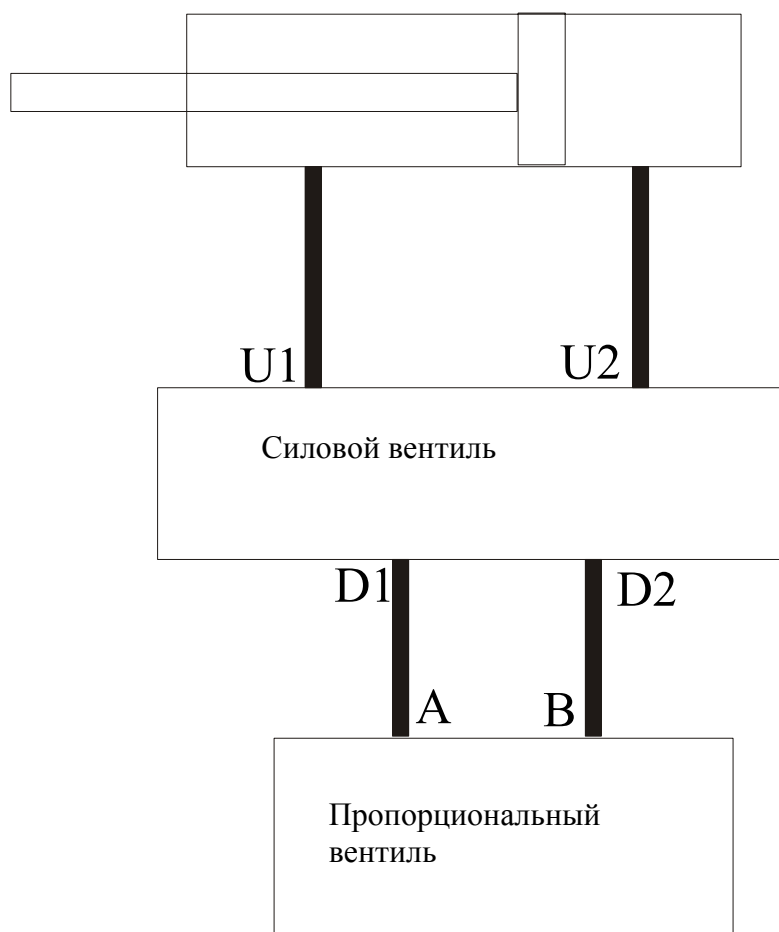 U1
U2
Силовой вентиль
D1
D2
A
B
Пропорциональный
вентиль